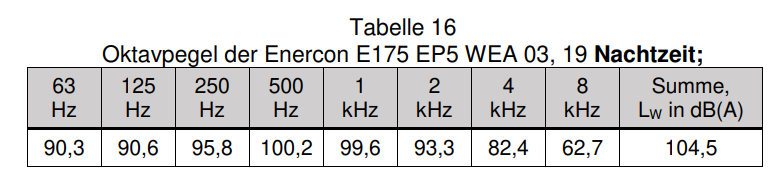 Tabelle 16
Oktavpegel der Enercon E175 EP5 WEA 03, 19 Nachtzeit;
63 Hz 125 Hz 250 Hz 500 Hz 1 kHz 2 kHz 4 kHz 8 kHz Summe, LW in dB(A)
90,3 90,6 95,8 100,2 99,6 93,3 82,4 62,7 104,5